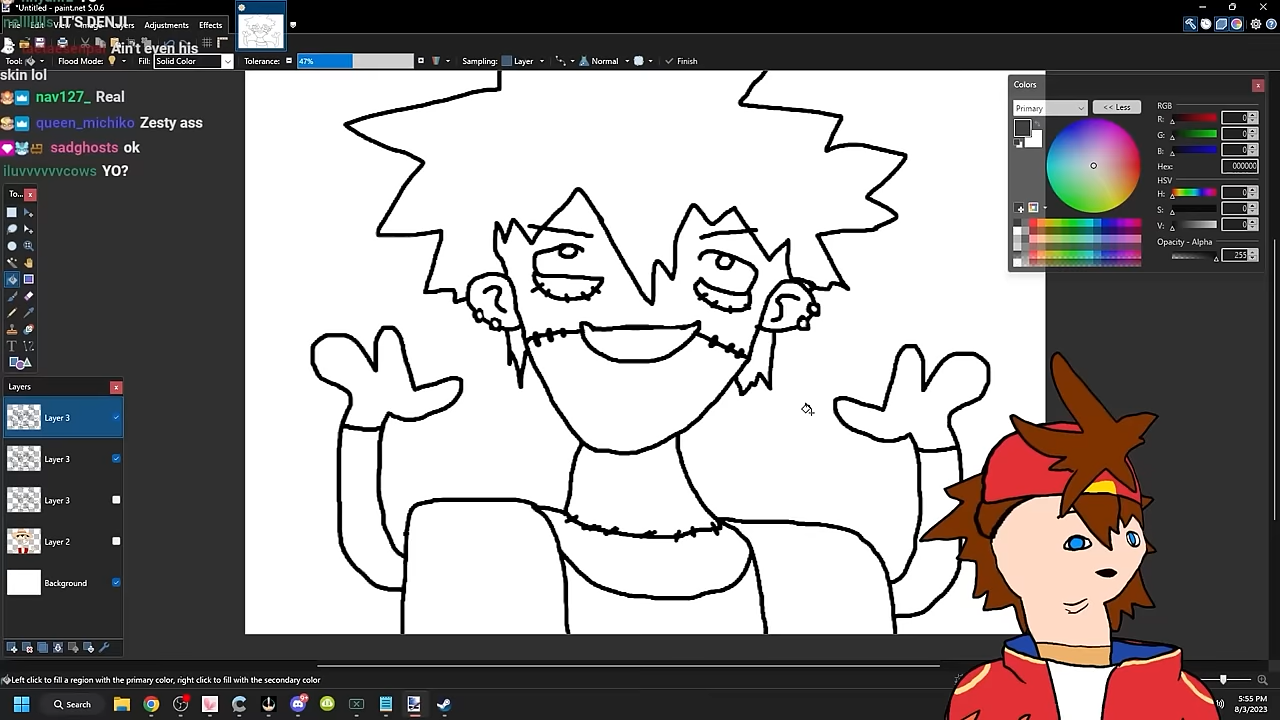 *Untitled - paint.net 5.0.6
Layers Adjustments Effects
IT'S DENJI
Ain't eyen his
Tool: Flood Mode: Fill: Solid Color Tolerance: 47% Sampling: Layer Normal Finish
skin lol
nav127_ Real
queen_michiko Zesty ass
sadghosts ok
iluvvvvvvcows YO?
To...
Colors
Primary << Less RGB
R: 0
G: 0
B: 0
Hex: 000000
HSV
H: 0
S: 0
V: 0
Opacity - Alpha
255
Layers
Layer 3
Layer 3
Layer 3
Layer 2
Background
Left click to fill a region with the primary color, right click to fill with the secondary color
Search
5:55 PM
8/3/2023